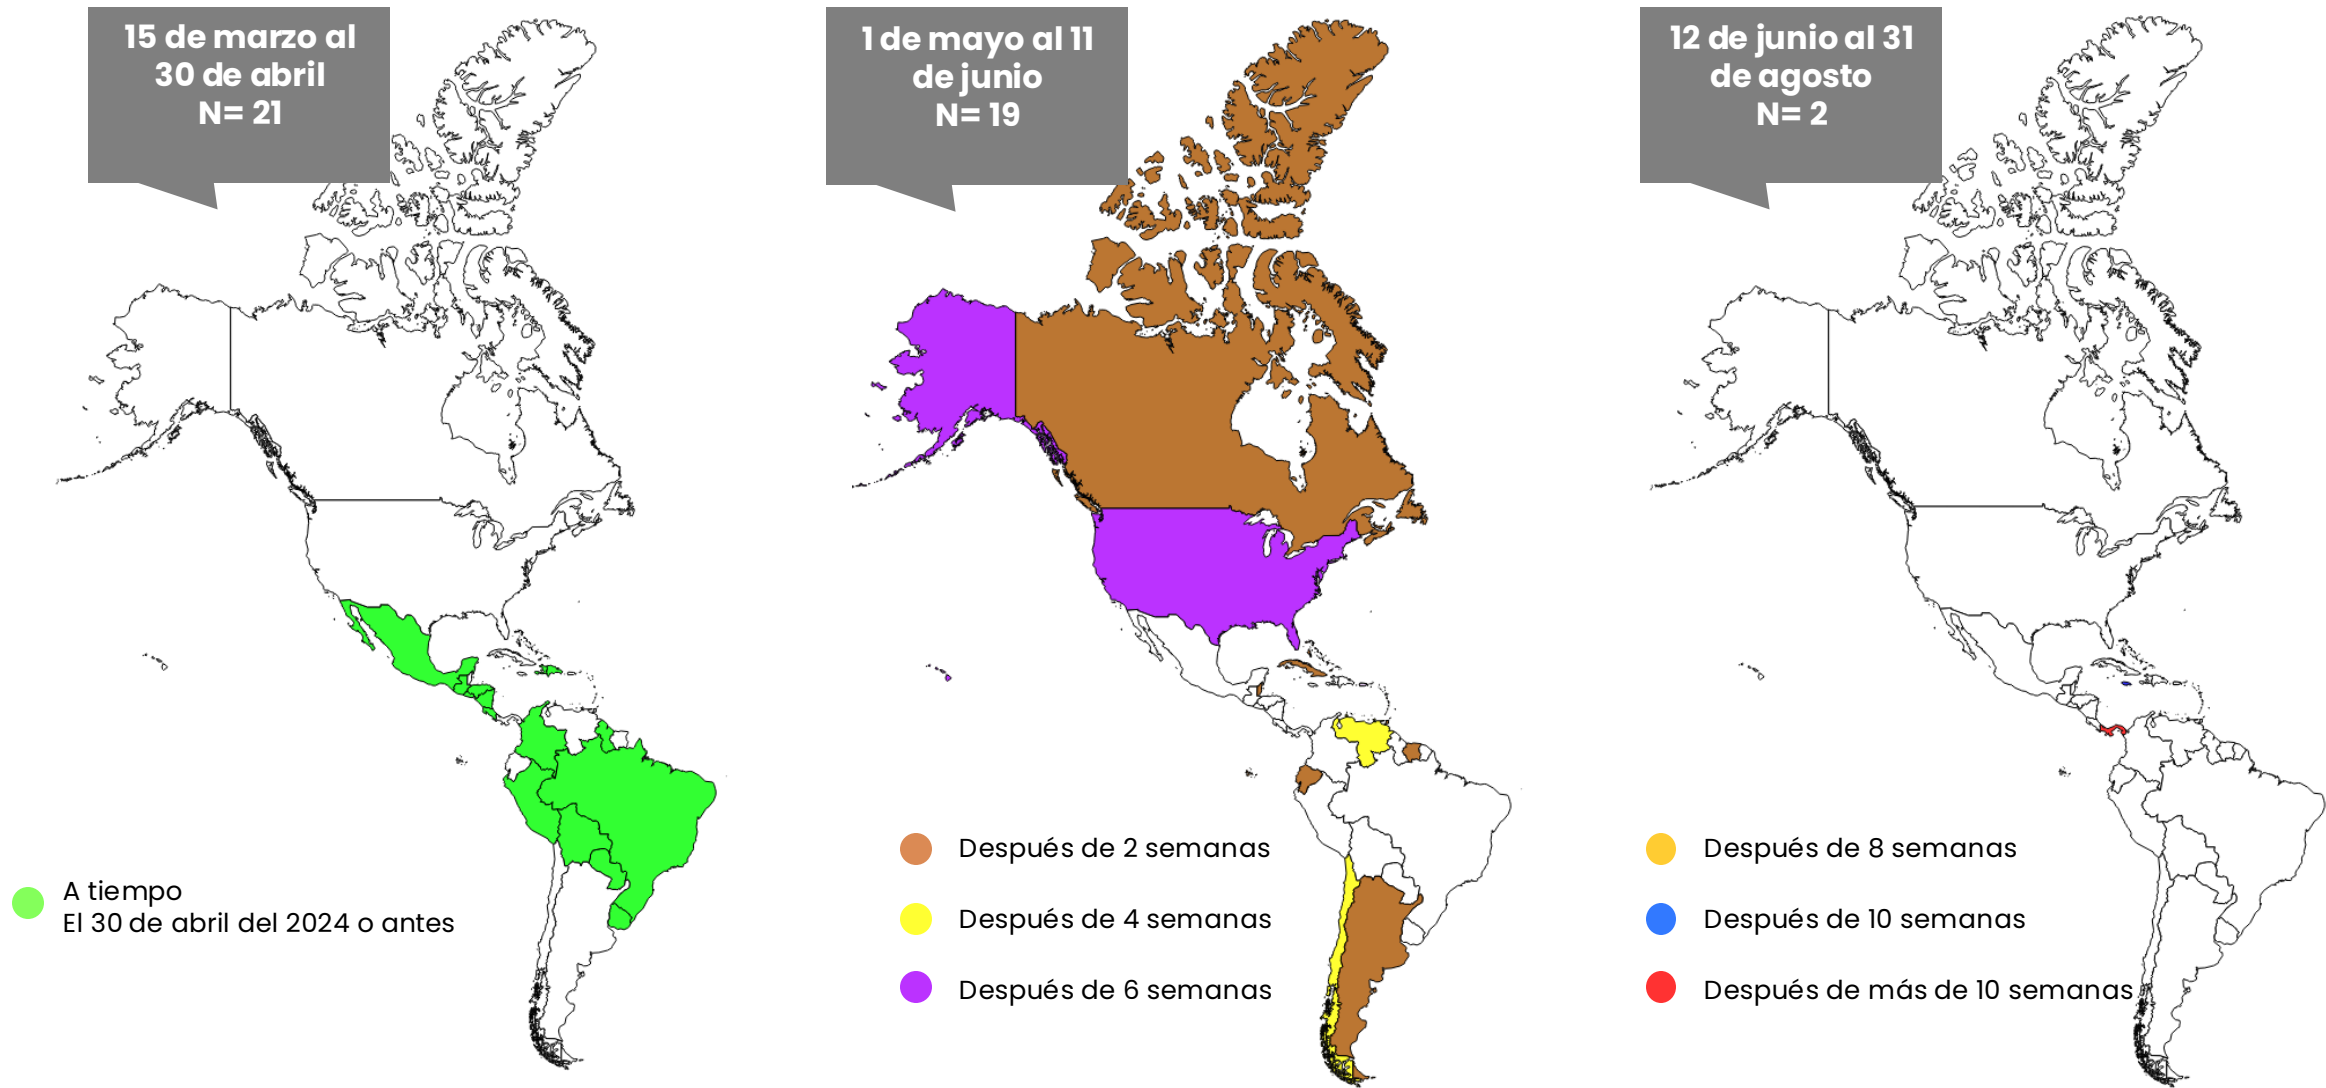 15 de marzo al
30 de abril
N= 21
1 de mayo al 11
de junio
N= 19
12 de junio al 31
de agosto
N= 2
A tiempo
El 30 de abril del 2024 o antes
Después de 2 semanas
Después de 4 semanas
Después de 6 semanas
Después de 8 semanas
Después de 10 semanas
Después de más de 10 semanas